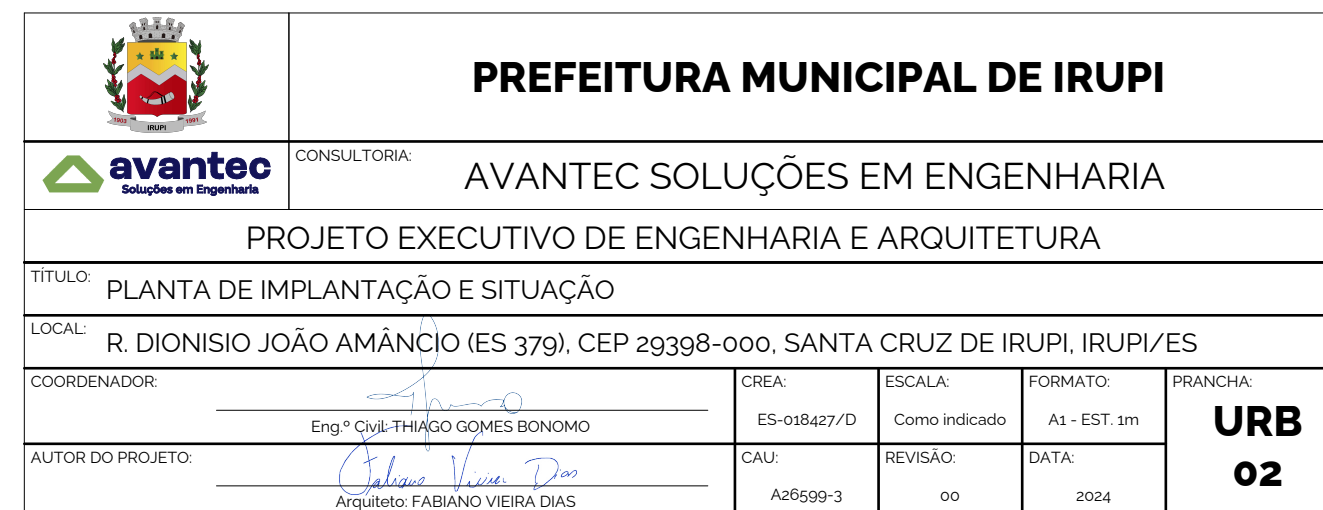 PREFEITURA MUNICIPAL DE IRUPI
1903 IRUPI 1991
avantec
Soluções em Engenharia
CONSULTORIA:
AVANTEC SOLUÇÕES EM ENGENHARIA
PROJETO EXECUTIVO DE ENGENHARIA E ARQUITETURA
TÍTULO:
PLANTA DE IMPLANTAÇÃO E SITUAÇÃO
LOCAL:
R. DIONISIO JOÃO AMÂNCIO (ES 379), CEP 29398-000, SANTA CRUZ DE IRUPI, IRUPI/ES
COORDENADOR:
Eng.º Civil: THIAGO GOMES BONOMO
CREA:
ES-018427/D
ESCALA:
Como indicado
FORMATO:
A1 - EST. 1m
PRANCHA:
URB
02
AUTOR DO PROJETO:
Fabiano Vieira Dias
Arquiteto: FABIANO VIEIRA DIAS
CAU:
A26599-3
REVISÃO:
00
DATA:
2024